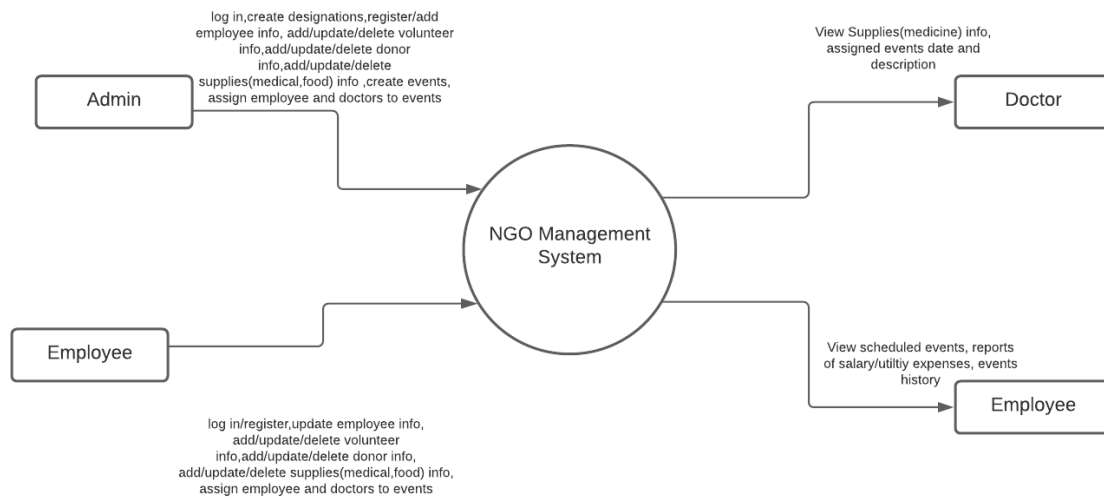 log in,create designations,register/add
employee info, add/update/delete volunteer
info,add/update/delete donor
info,add/update/delete
supplies(medical,food) info ,create events,
assign employee and doctors to events
Admin
View Supplies(medicine) info,
assigned events date and
description
Doctor
NGO Management
System
Employee
log in/register,update employee info,
add/update/delete volunteer
info,add/update/delete donor info,
add/update/delete supplies(medical,food) info,
assign employee and doctors to events
View scheduled events, reports
of salary/utiltiy expenses, events
history
Employee